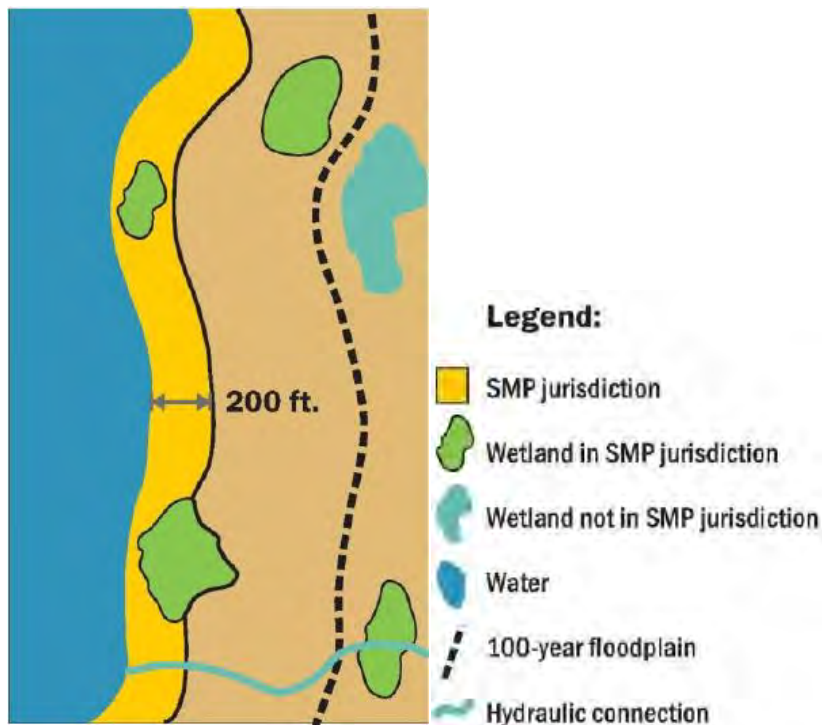 200 ft.
Legend:
SMP jurisdiction
Wetland in SMP jurisdiction
Wetland not in SMP jurisdiction
Water
100-year floodplain
Hydraulic connection